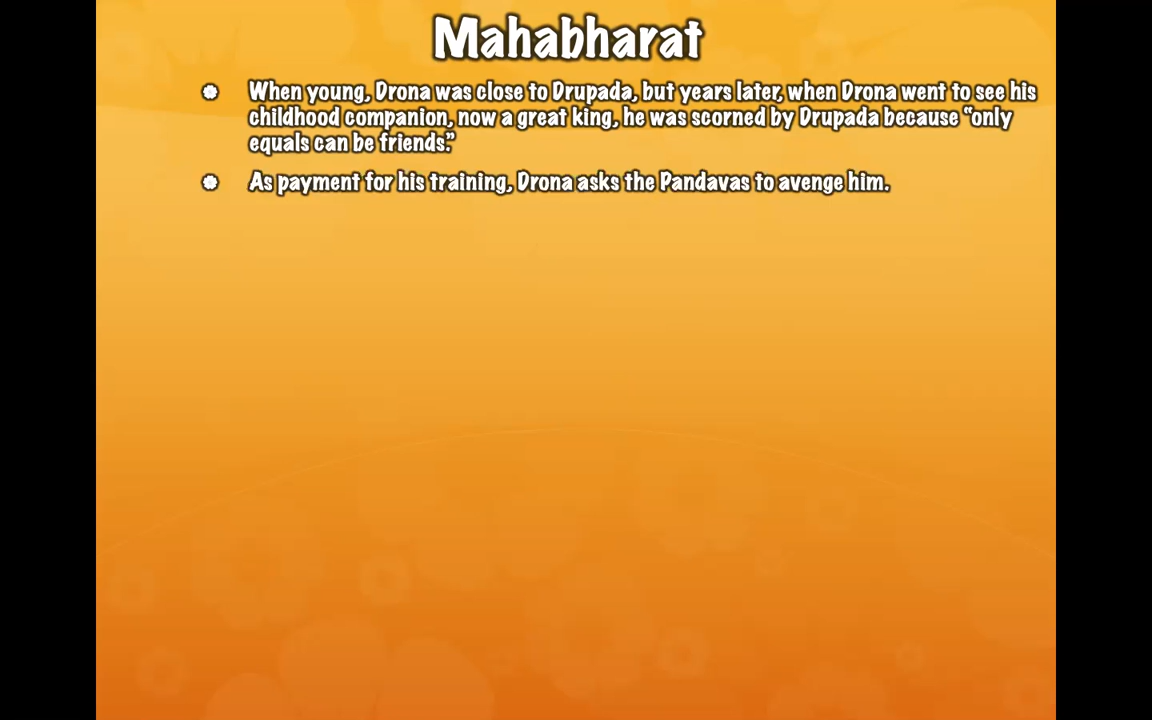 Mahabharat
When young, Drona was close to Drupada, but years later, when Drona went to see his
childhood companion, now a great king, he was scorned by Drupada because “only
equals can be friends.”
As payment for his training, Drona asks the Pandavas to avenge him.